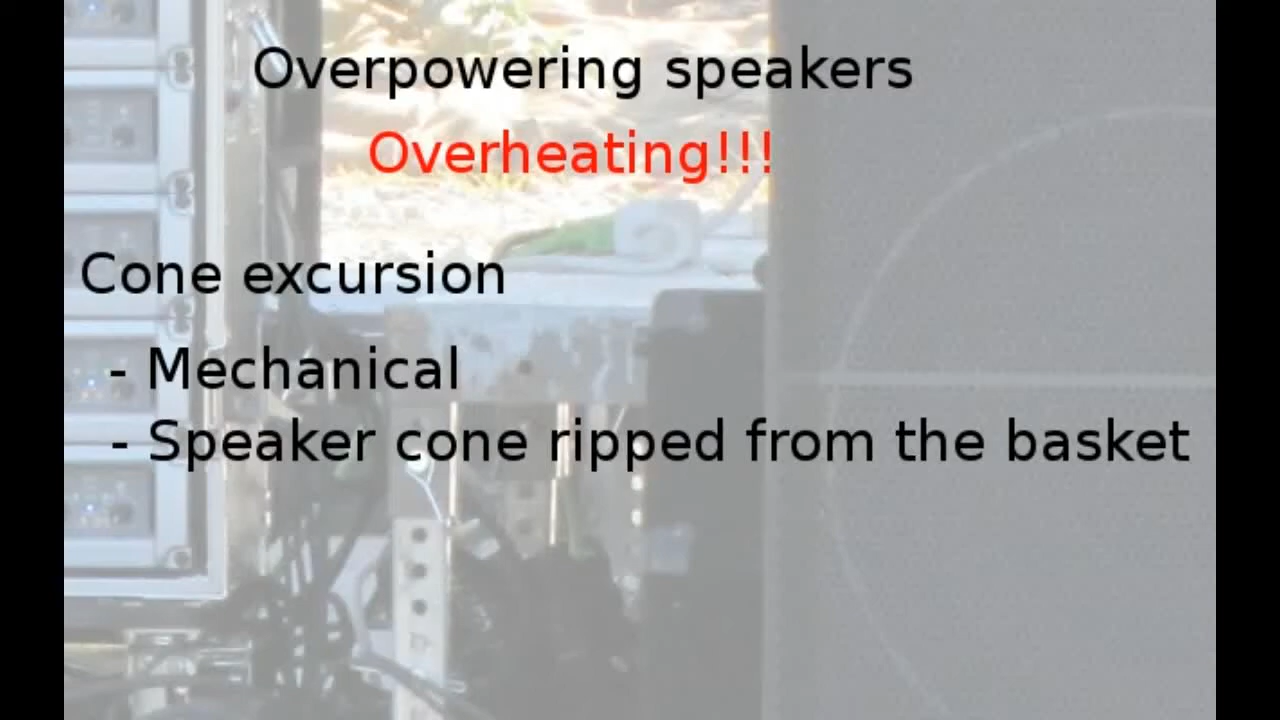 Overpowering speakers
Overheating!!!
Cone excursion
- Mechanical
- Speaker cone ripped from the basket